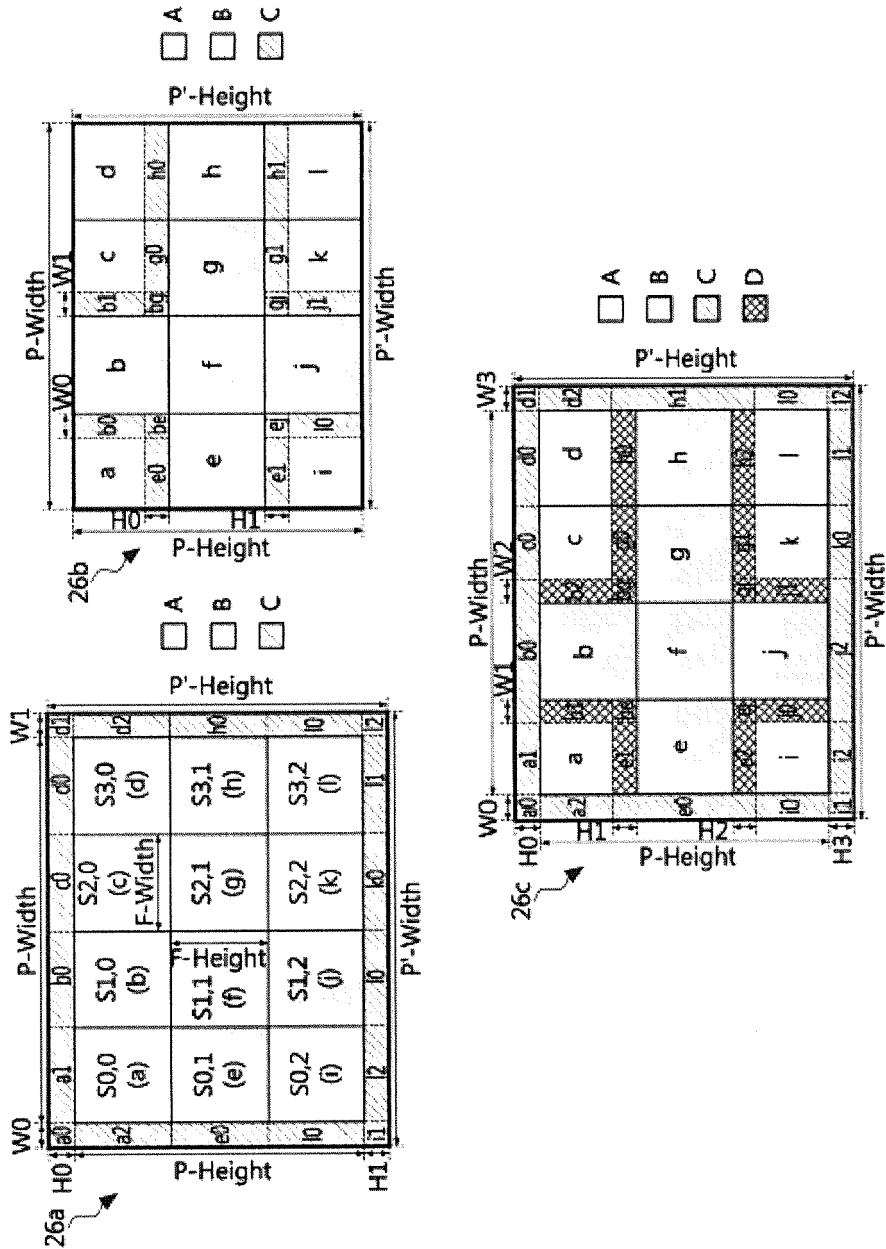 26a
W0
P-Width
W1
H0
a0 a1 b0 c0 d0 d1
P-Height
a2
S0,0
(a)
S1,0
(b)
S2,0
(c)
F-Width
S3,0
(d)
d2
P'-Height
e0
S0,1
(e)
S1,1
(f)
F-Height
S2,1
(g)
S3,1
(h)
h0
l0
S0,2
(i)
S1,2
(j)
S2,2
(k)
S3,2
(l)
l0
H1
i1 l2 l0 k0 l1 l2
P'-Width
A
B
C
26b
P-Width
W0
W1
a b0 b b1 c d
H0
e0 be bg g0 h0
P-Height
e f g h
P'-Height
H1
e1 ej gj g1 h1
i l0 j j1 k l
P'-Width
A
B
C
26c
P-Width
W0
W1
W2
W3
H0
a0 a1 b0 c0 d0 d1
a2 a b c d d2
H1
P-Height
e0 e f g h h1
P'-Height
H2
i0 i j k l l0
H3
i1 i2 j2 k0 l1 l2
P'-Width
A
B
C
D